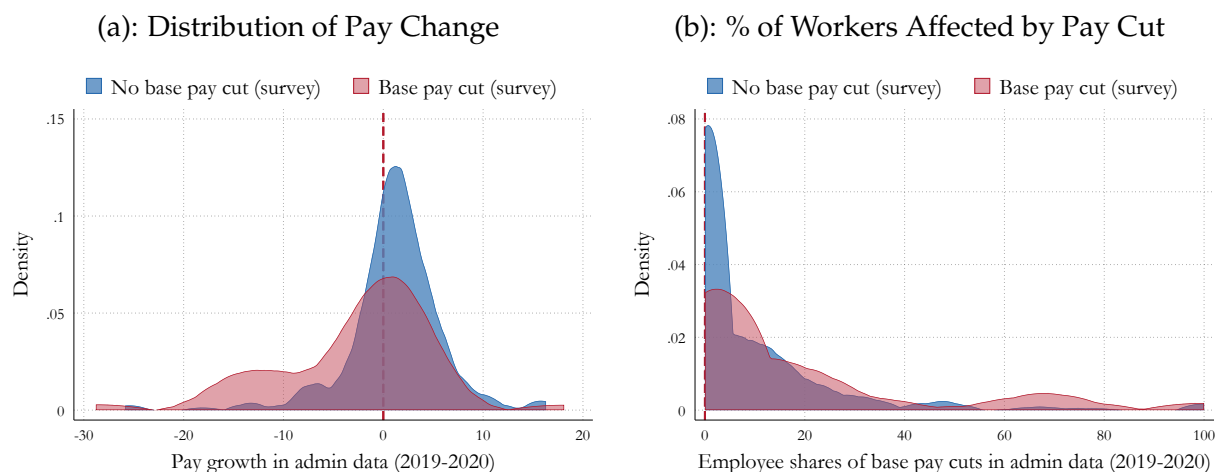 (a): Distribution of Pay Change
No base pay cut (survey) Base pay cut (survey)
.15
.1
.05
0
Density
-30 -20 -10 0 10 20
Pay growth in admin data (2019-2020)
(b): % of Workers Affected by Pay Cut
No base pay cut (survey) Base pay cut (survey)
.08
.06
.04
.02
0
Density
0 20 40 60 80 100
Employee shares of base pay cuts in admin data (2019-2020)